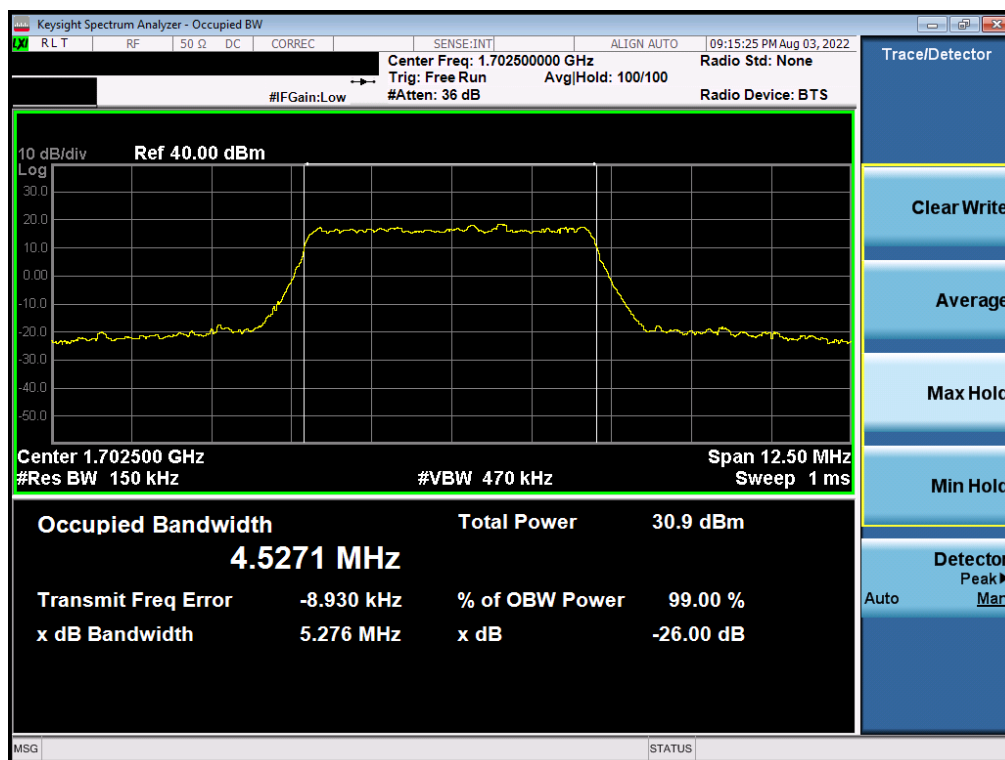 Keysight Spectrum Analyzer - Occupied BW
LXI RLT RF 50 Ω DC CORREC SENSE:INT ALIGN AUTO 09:15:25 PM Aug 03, 2022
Center Freq: 1.702500000 GHz Radio Std: None
Trig: Free Run Avg|Hold: 100/100
#IFGain:Low #Atten: 36 dB Radio Device: BTS
10 dB/div Ref 40.00 dBm
Log
30.0
20.0
10.0
0.00
-10.0
-20.0
-30.0
-40.0
-50.0
Center 1.702500 GHz Span 12.50 MHz
#Res BW 150 kHz #VBW 470 kHz Sweep 1 ms
Occupied Bandwidth Total Power 30.9 dBm
4.5271 MHz
Transmit Freq Error -8.930 kHz % of OBW Power 99.00 %
x dB Bandwidth 5.276 MHz x dB -26.00 dB
MSG STATUS
Trace/Detector
Clear Write
Average
Max Hold
Min Hold
Detector
Peak▶
Auto Man